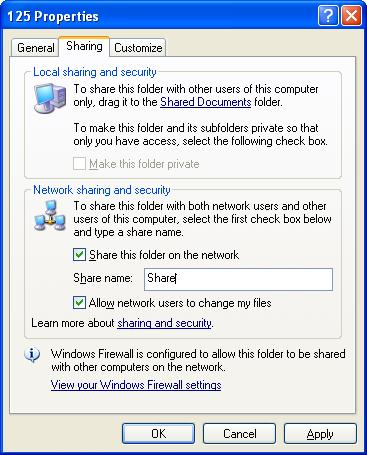 125 Properties
General Sharing Customize
Local sharing and security
To share this folder with other users of this computer
only, drag it to the Shared Documents folder.
To make this folder and its subfolders private so that
only you have access, select the following check box.
Make this folder private
Network sharing and security
To share this folder with both network users and other
users of this computer, select the first check box below
and type a share name.
Share this folder on the network
Share name: Share
Allow network users to change my files
Learn more about sharing and security.
Windows Firewall is configured to allow this folder to be shared
with other computers on the network.
View your Windows Firewall settings
OK Cancel Apply